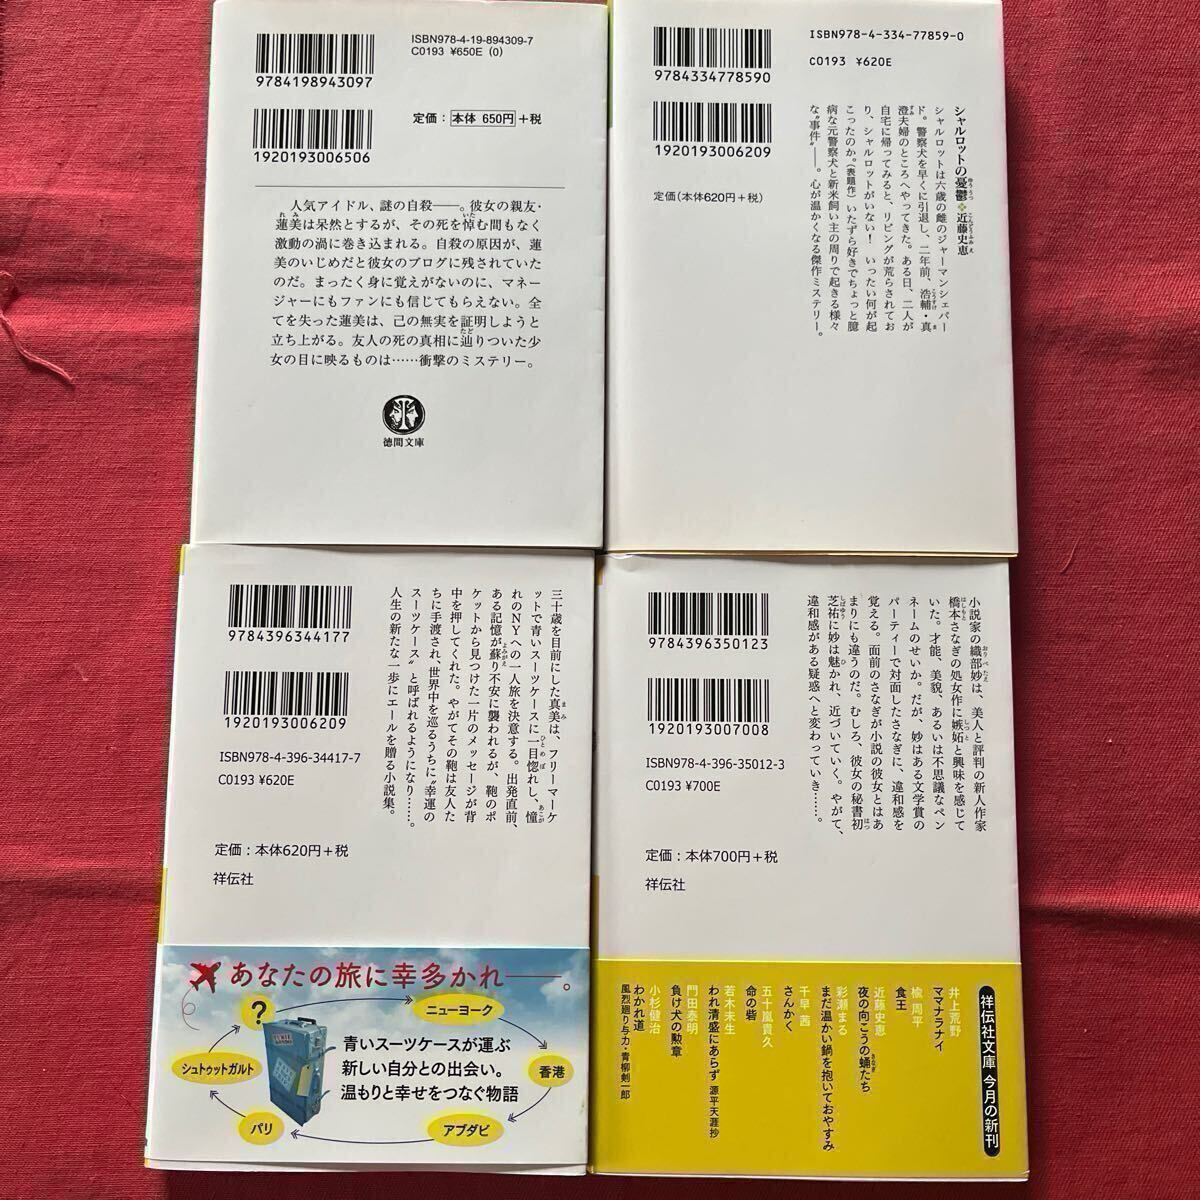 ISBN978-4-19-894309-7
C0193 ¥650E (0)
9784198943097
定価：本体 650円＋税
1920193006506
人気アイドル、謎の自殺――。彼女の親友・
蓮美は呆然とするが、その死を悼む間もなく
激動の渦に巻き込まれる。自殺の原因が、蓮
美のいじめだと彼女のブログに残されていた
のだ。まったく身に覚えがないのに、マネー
ジャーにもファンにも信じてもらえない。全
てを失った蓮美は、己の無実を証明しようと
立ち上がる。友人の死の真相に辿りついた少
女の目に映るものは……衝撃のミステリー。
徳間文庫
ISBN978-4-334-77859-0
C0193 ¥620E
9784334778590
1920193006209
定価(本体620円＋税)
シャルロットの憂鬱 近藤史恵
シャルロットは六歳の雌のジャーマンシェパー
ド。警察犬を早くに引退し、二年前、浩輔・真
澄夫婦のところへやってきた。ある日、二人が
自宅に帰ってみると、リビングが荒らされてお
り、シャルロットがいない！ いったい何が起
こったのか。(表題作) いたずら好きでちょっと臆
病な元警察犬と新米飼い主の周りで起きる様々
な“事件”――。心が温かくなる傑作ミステリー。
9784396344177
1920193006209
ISBN978-4-396-34417-7
C0193 ¥620E
定価：本体620円＋税
祥伝社
三十歳を目前にした真美は、フリーマーケ
ットで青いスーツケースに一目惚れし、憧
れのNYへの一人旅を決意する。出発直前、
ある記憶が蘇り不安に襲われるが、鞄のポ
ケットから見つけた一片のメッセージが背
中を押してくれた。やがてその鞄は友人た
ちに手渡され、世界中を巡るうちに“幸運の
スーツケース”と呼ばれるようになり……。
人生の新たな一歩にエールを贈る小説集。
あなたの旅に幸多かれ――。
?
ニューヨーク
香港
アブダビ
パリ
シュトゥットガルト
青いスーツケースが運ぶ
新しい自分との出会い。
温もりと幸せをつなぐ物語
9784396350123
1920193007008
ISBN978-4-396-35012-3
C0193 ¥700E
定価：本体700円＋税
祥伝社
小説家の織部妙は、美人と評判の新人作家
橋本さなぎの処女作に嫉妬と興味を感じて
いた。才能、美貌、あるいは不思議なペン
ネームのせいか。だが、妙はある文学賞の
パーティーで対面したさなぎに、違和感を
覚える。面前のさなぎが小説の彼女とはあ
まりにも違うのだ。むしろ、彼女の秘書初
芝祐に妙は魅かれ、近づいていく。やがて、
違和感がある疑惑へと変わっていき……。
祥伝社文庫 今月の新刊
井上荒野
ママナラナイ
楡 周平
食王
近藤史恵
夜の向こうの蛹たち
彩瀬まる
まだ温かい鍋を抱いておやすみ
千早 茜
さんかく
五十嵐貴久
命の砦
若木未生
われ清盛にあらず 源平天涯抄
門田泰明
負け犬の勲章
小杉健治
わかれ道
風烈廻り与力・青柳剣一郎